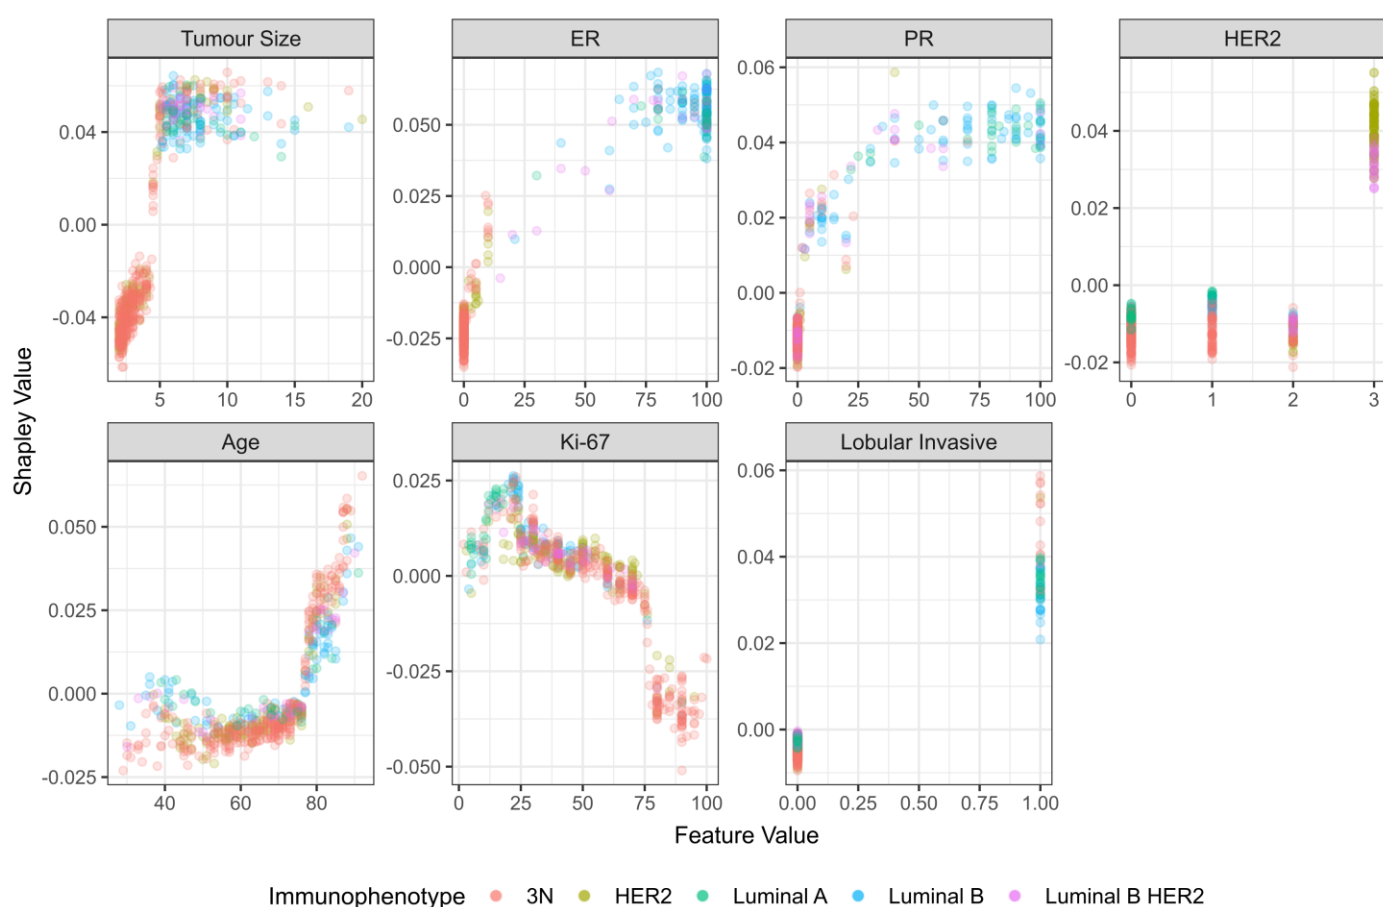 Tumour Size
ER
PR
HER2
0.04
0.00
-0.04
5 10 15 20
0.050
0.025
0.000
-0.025
0 25 50 75 100
0.06
0.04
0.02
0.00
-0.02
0 25 50 75 100
0.04
0.02
0.00
-0.02
0 1 2 3
Shapley Value
Age
Ki-67
Lobular Invasive
0.050
0.025
0.000
-0.025
40 60 80
0.025
0.000
-0.025
-0.050
0 25 50 75 100
0.06
0.04
0.02
0.00
0.00 0.25 0.50 0.75 1.00
Feature Value
Immunophenotype 3N HER2 Luminal A Luminal B Luminal B HER2